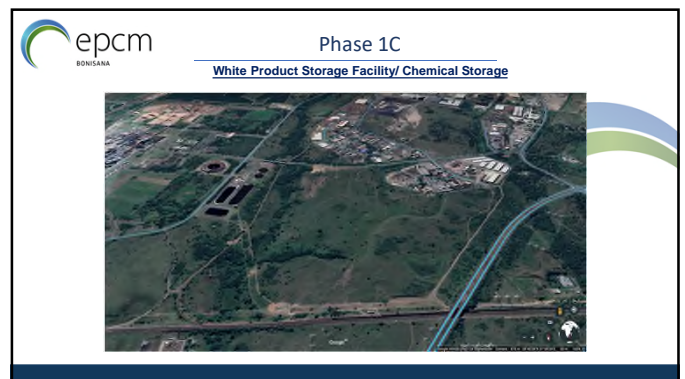 epcm
BONISANA
Phase 1C
White Product Storage Facility/ Chemical Storage
Google